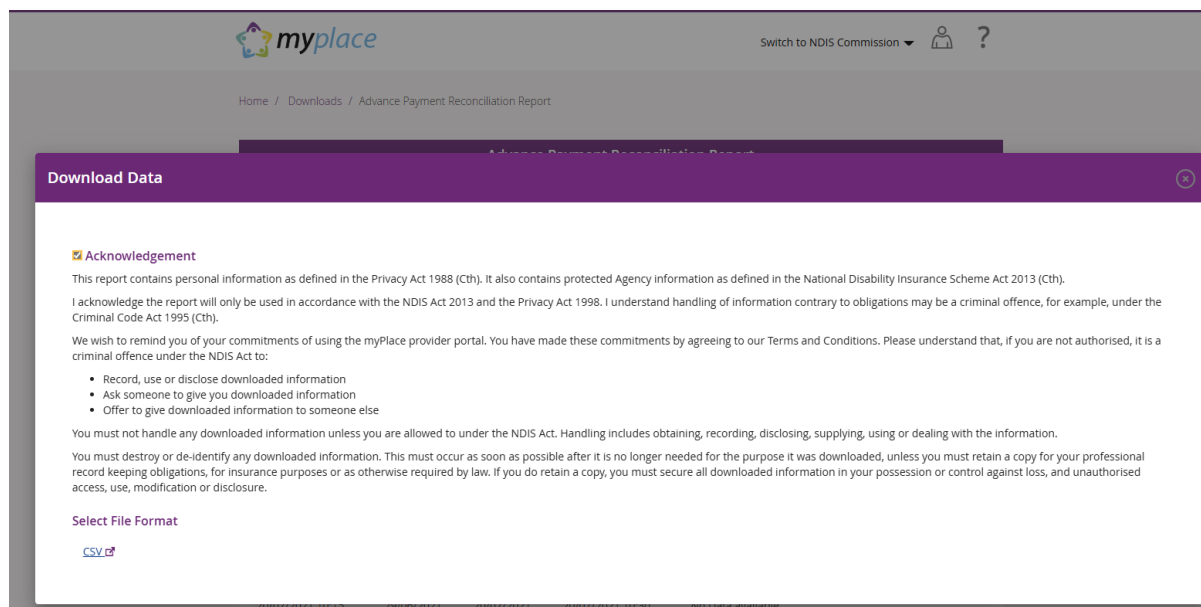 myplace
Switch to NDIS Commission
?
Home / Downloads / Advance Payment Reconciliation Report
Advance Payment Reconciliation Report
Download Data
Acknowledgement
This report contains personal information as defined in the Privacy Act 1988 (Cth). It also contains protected Agency information as defined in the National Disability Insurance Scheme Act 2013 (Cth).
I acknowledge the report will only be used in accordance with the NDIS Act 2013 and the Privacy Act 1998. I understand handling of information contrary to obligations may be a criminal offence, for example, under the
Criminal Code Act 1995 (Cth).
We wish to remind you of your commitments of using the myPlace provider portal. You have made these commitments by agreeing to our Terms and Conditions. Please understand that, if you are not authorised, it is a
criminal offence under the NDIS Act to:
• Record, use or disclose downloaded information
• Ask someone to give you downloaded information
• Offer to give downloaded information to someone else
You must not handle any downloaded information unless you are allowed to under the NDIS Act. Handling includes obtaining, recording, disclosing, supplying, using or dealing with the information.
You must destroy or de-identify any downloaded information. This must occur as soon as possible after it is no longer needed for the purpose it was downloaded, unless you must retain a copy for your professional
record keeping obligations, for insurance purposes or as otherwise required by law. If you do retain a copy, you must secure all downloaded information in your possession or control against loss, and unauthorised
access, use, modification or disclosure.
Select File Format
CSV